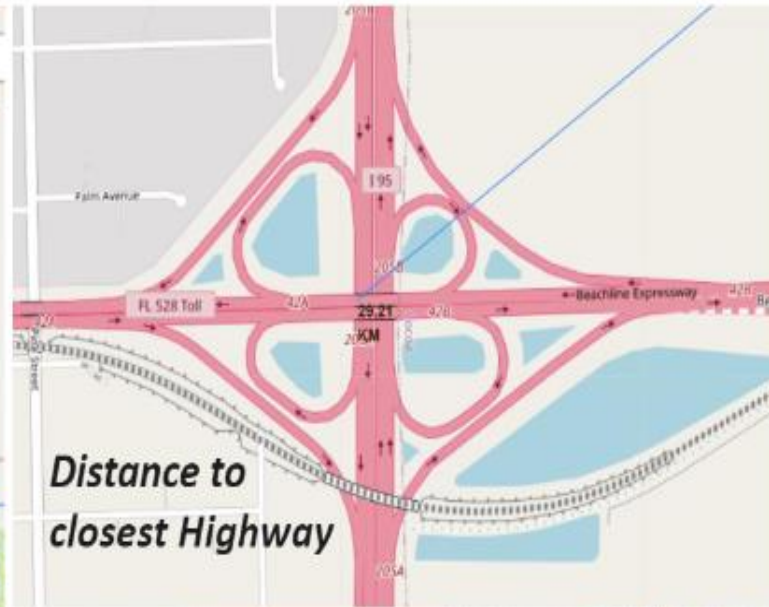 I 95
Palm Avenue
205B
FL 528 Toll
42A
42B
Beachline Expressway
42B
29.21
KM
Distance to
closest Highway
205A